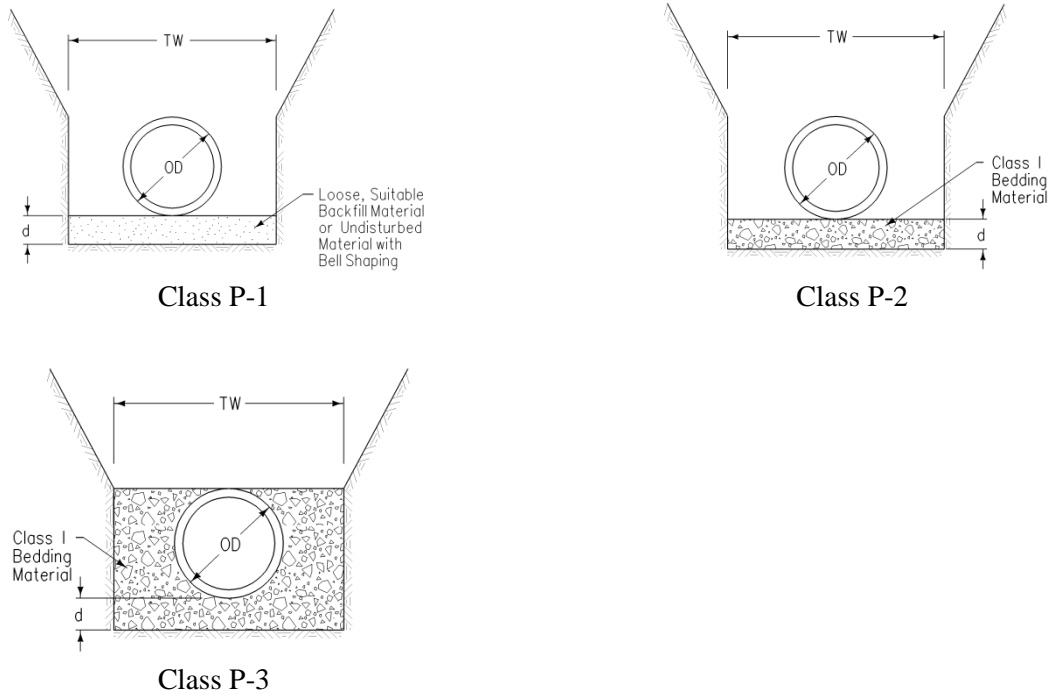 TW
OD
d
Loose, Suitable
Backfill Material
or Undisturbed
Material with
Bell Shaping
Class P-1
TW
OD
Class I
Bedding
Material
d
Class P-2
TW
Class I
Bedding
Material
OD
d
Class P-3